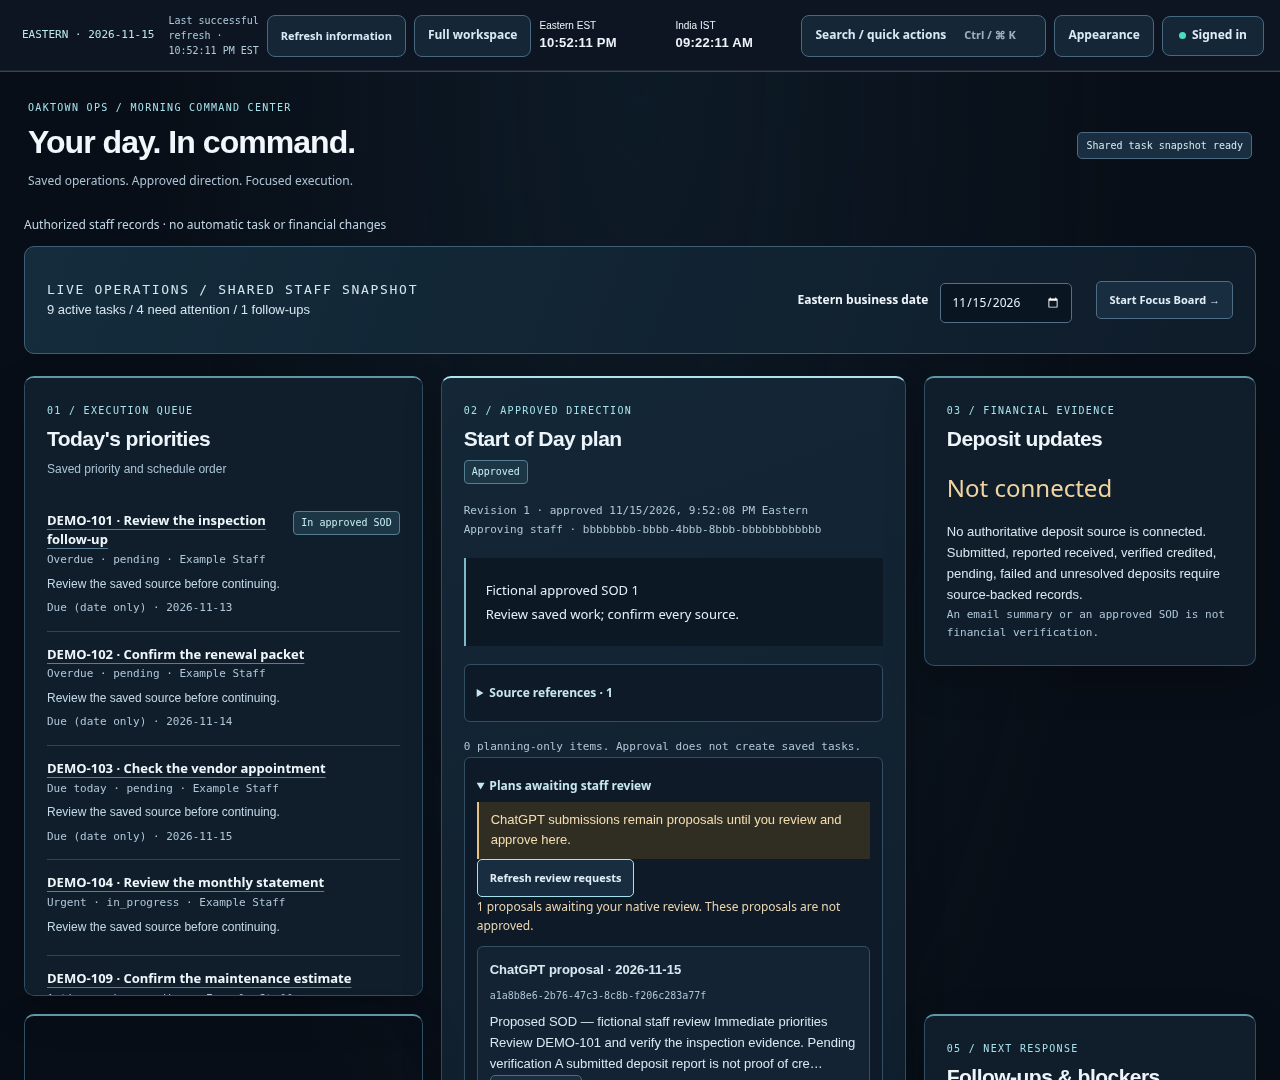 EASTERN · 2026-11-15
Last successful
refresh ·
10:52:11 PM EST
Refresh information
Full workspace
Eastern EST
10:52:11 PM
India IST
09:22:11 AM
Search / quick actions Ctrl / ⌘ K
Appearance
Signed in
OAKTOWN OPS / MORNING COMMAND CENTER
Your day. In command.
Saved operations. Approved direction. Focused execution.
Shared task snapshot ready
Authorized staff records · no automatic task or financial changes
LIVE OPERATIONS / SHARED STAFF SNAPSHOT
9 active tasks / 4 need attention / 1 follow-ups
Eastern business date
11/15/2026
Start Focus Board →
01 / EXECUTION QUEUE
Today's priorities
Saved priority and schedule order
DEMO-101 · Review the inspection
follow-up
In approved SOD
Overdue · pending · Example Staff
Review the saved source before continuing.
Due (date only) · 2026-11-13
DEMO-102 · Confirm the renewal packet
Overdue · pending · Example Staff
Review the saved source before continuing.
Due (date only) · 2026-11-14
DEMO-103 · Check the vendor appointment
Due today · pending · Example Staff
Review the saved source before continuing.
Due (date only) · 2026-11-15
DEMO-104 · Review the monthly statement
Urgent · in_progress · Example Staff
Review the saved source before continuing.
DEMO-109 · Confirm the maintenance estimate
02 / APPROVED DIRECTION
Start of Day plan
Approved
Revision 1 · approved 11/15/2026, 9:52:08 PM Eastern
Approving staff · bbbbbbbb-bbbb-4bbb-8bbb-bbbbbbbbbbbb
Fictional approved SOD 1
Review saved work; confirm every source.
▶ Source references · 1
0 planning-only items. Approval does not create saved tasks.
▼ Plans awaiting staff review
ChatGPT submissions remain proposals until you review and
approve here.
Refresh review requests
1 proposals awaiting your native review. These proposals are not
approved.
ChatGPT proposal · 2026-11-15
a1a8b8e6-2b76-47c3-8c8b-f206c283a77f
Proposed SOD — fictional staff review Immediate priorities
Review DEMO-101 and verify the inspection evidence. Pending
verification A submitted deposit report is not proof of cre…
03 / FINANCIAL EVIDENCE
Deposit updates
Not connected
No authoritative deposit source is connected.
Submitted, reported received, verified credited,
pending, failed and unresolved deposits require
source-backed records.
An email summary or an approved SOD is not
financial verification.
05 / NEXT RESPONSE
Follow-ups & blockers